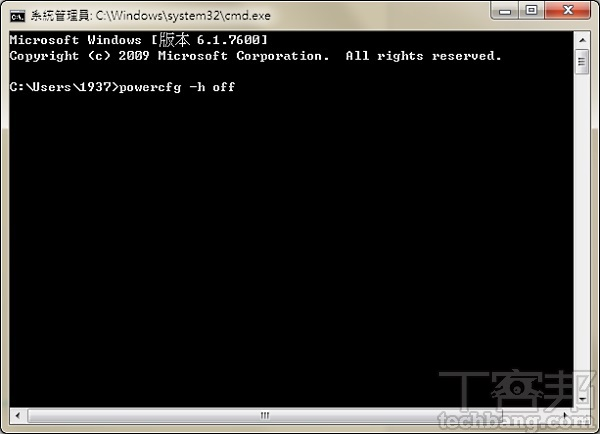 系統管理員: C:\Windows\system32\cmd.exe
Microsoft Windows [版本 6.1.7600]
Copyright (c) 2009 Microsoft Corporation.  All rights reserved.
C:\Users\1937>powercfg -h off
T客邦
techbang.com